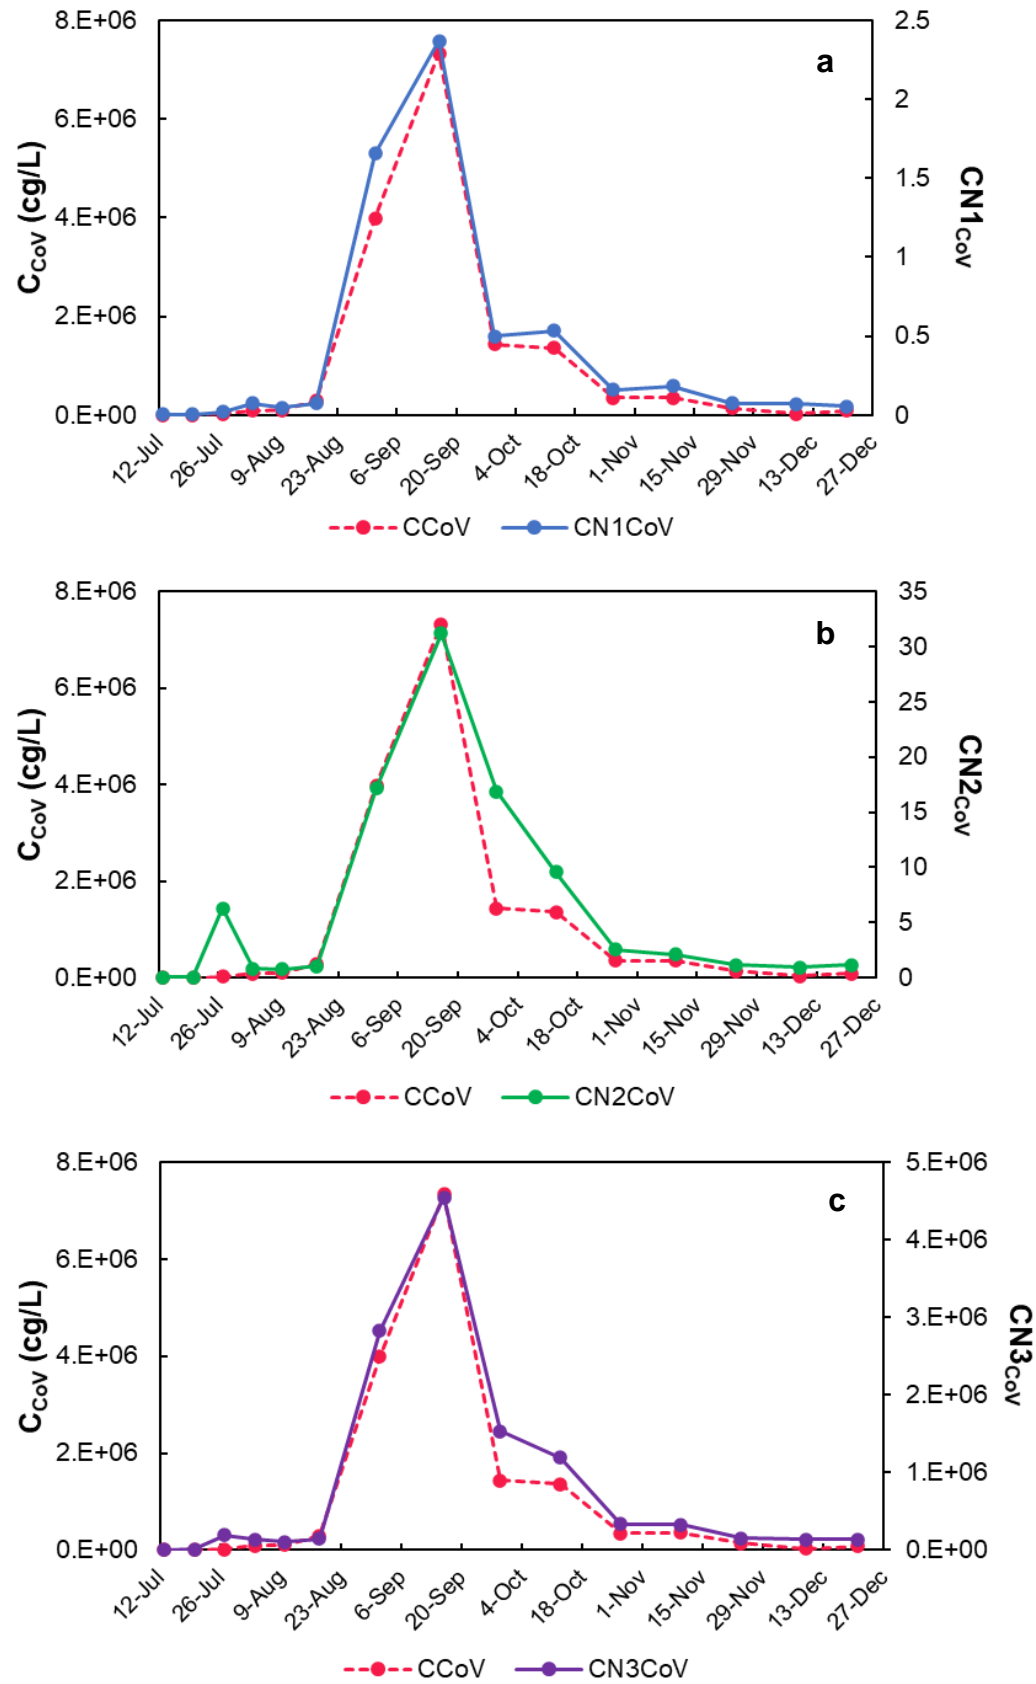 8.E+06
6.E+06
4.E+06
2.E+06
0.E+00
C_CoV (cg/L)
2.5
2
1.5
1
0.5
0
CN1_CoV
a
12-Jul
26-Jul
9-Aug
23-Aug
6-Sep
20-Sep
4-Oct
18-Oct
1-Nov
15-Nov
29-Nov
13-Dec
27-Dec
CCoV CN1CoV
8.E+06
6.E+06
4.E+06
2.E+06
0.E+00
C_CoV (cg/L)
35
30
25
20
15
10
5
0
CN2_CoV
b
12-Jul
26-Jul
9-Aug
23-Aug
6-Sep
20-Sep
4-Oct
18-Oct
1-Nov
15-Nov
29-Nov
13-Dec
27-Dec
CCoV CN2CoV
8.E+06
6.E+06
4.E+06
2.E+06
0.E+00
C_CoV (cg/L)
5.E+06
4.E+06
3.E+06
2.E+06
1.E+06
0.E+00
CN3_CoV
c
12-Jul
26-Jul
9-Aug
23-Aug
6-Sep
20-Sep
4-Oct
18-Oct
1-Nov
15-Nov
29-Nov
13-Dec
27-Dec
CCoV CN3CoV